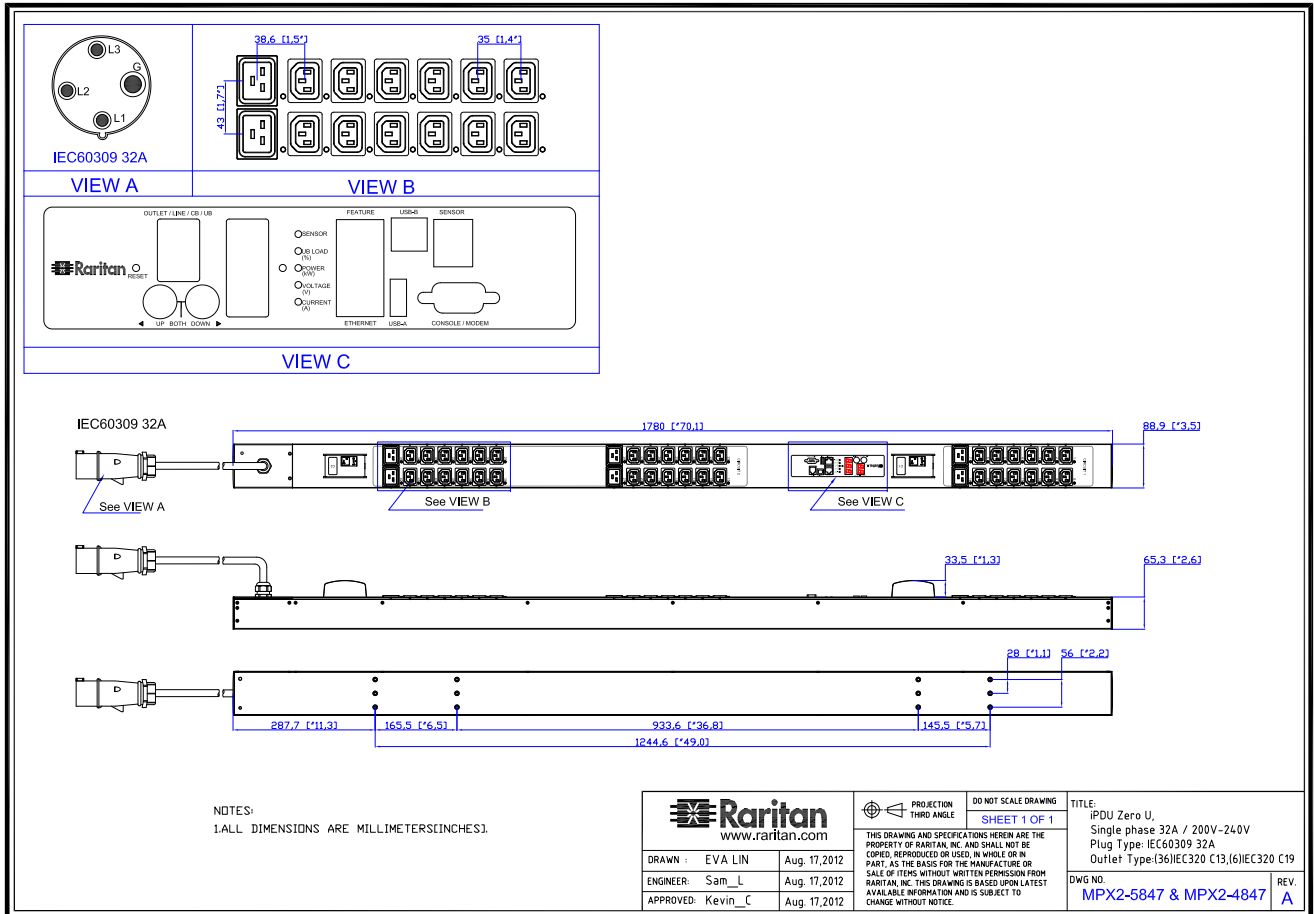 L3
G
L2
L1
IEC60309 32A
VIEW A
38,6 [1,5"]
35 [1,4"]
43 [1,7"]
VIEW B
OUTLET / LINE / CB / UB
FEATURE
USB-B
SENSOR
SENSOR
UB LOAD
(%)
POWER
(kW)
VOLTAGE
(V)
CURRENT
(A)
Raritan
RESET
UP BOTH DOWN
ETHERNET
USB-A
CONSOLE / MODEM
VIEW C
IEC60309 32A
1780 ["70,1]
88,9 ["3,5]
See VIEW A
See VIEW B
See VIEW C
33,5 ["1,3]
65,3 ["2,6]
28 ["1,1]
56 ["2,2]
287,7 ["11,3]
165,5 ["6,5]
933,6 ["36,8]
145,5 ["5,7]
1244,6 ["49,0]
NOTES:
1.ALL DIMENSIONS ARE MILLIMETERS[INCHES].
Raritan
www.raritan.com
DRAWN : EVA LIN Aug. 17,2012
ENGINEER: Sam__L Aug. 17,2012
APPROVED: Kevin__C Aug. 17,2012
PROJECTION
THIRD ANGLE
DO NOT SCALE DRAWING
SHEET 1 OF 1
THIS DRAWING AND SPECIFICATIONS HEREIN ARE THE
PROPERTY OF RARITAN, INC. AND SHALL NOT BE
COPIED, REPRODUCED OR USED, IN WHOLE OR IN
PART, AS THE BASIS FOR THE MANUFACTURE OR
SALE OF ITEMS WITHOUT WRITTEN PERMISSION FROM
RARITAN, INC. THIS DRAWING IS BASED UPON LATEST
AVAILABLE INFORMATION AND IS SUBJECT TO
CHANGE WITHOUT NOTICE.
TITLE:
iPDU Zero U,
Single phase 32A / 200V-240V
Plug Type: IEC60309 32A
Outlet Type:(36)IEC320 C13,(6)IEC320 C19
DWG NO.
MPX2-5847 & MPX2-4847
REV.
A